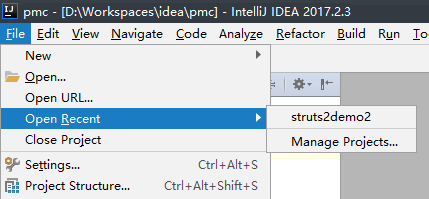 pmc - [D:\Workspaces\idea\pmc] - IntelliJ IDEA 2017.2.3
File Edit View Navigate Code Analyze Refactor Build Run Too
New
Open...
Open URL...
Open Recent
struts2demo2
Close Project
Manage Projects...
Settings... Ctrl+Alt+S
Project Structure... Ctrl+Alt+Shift+S